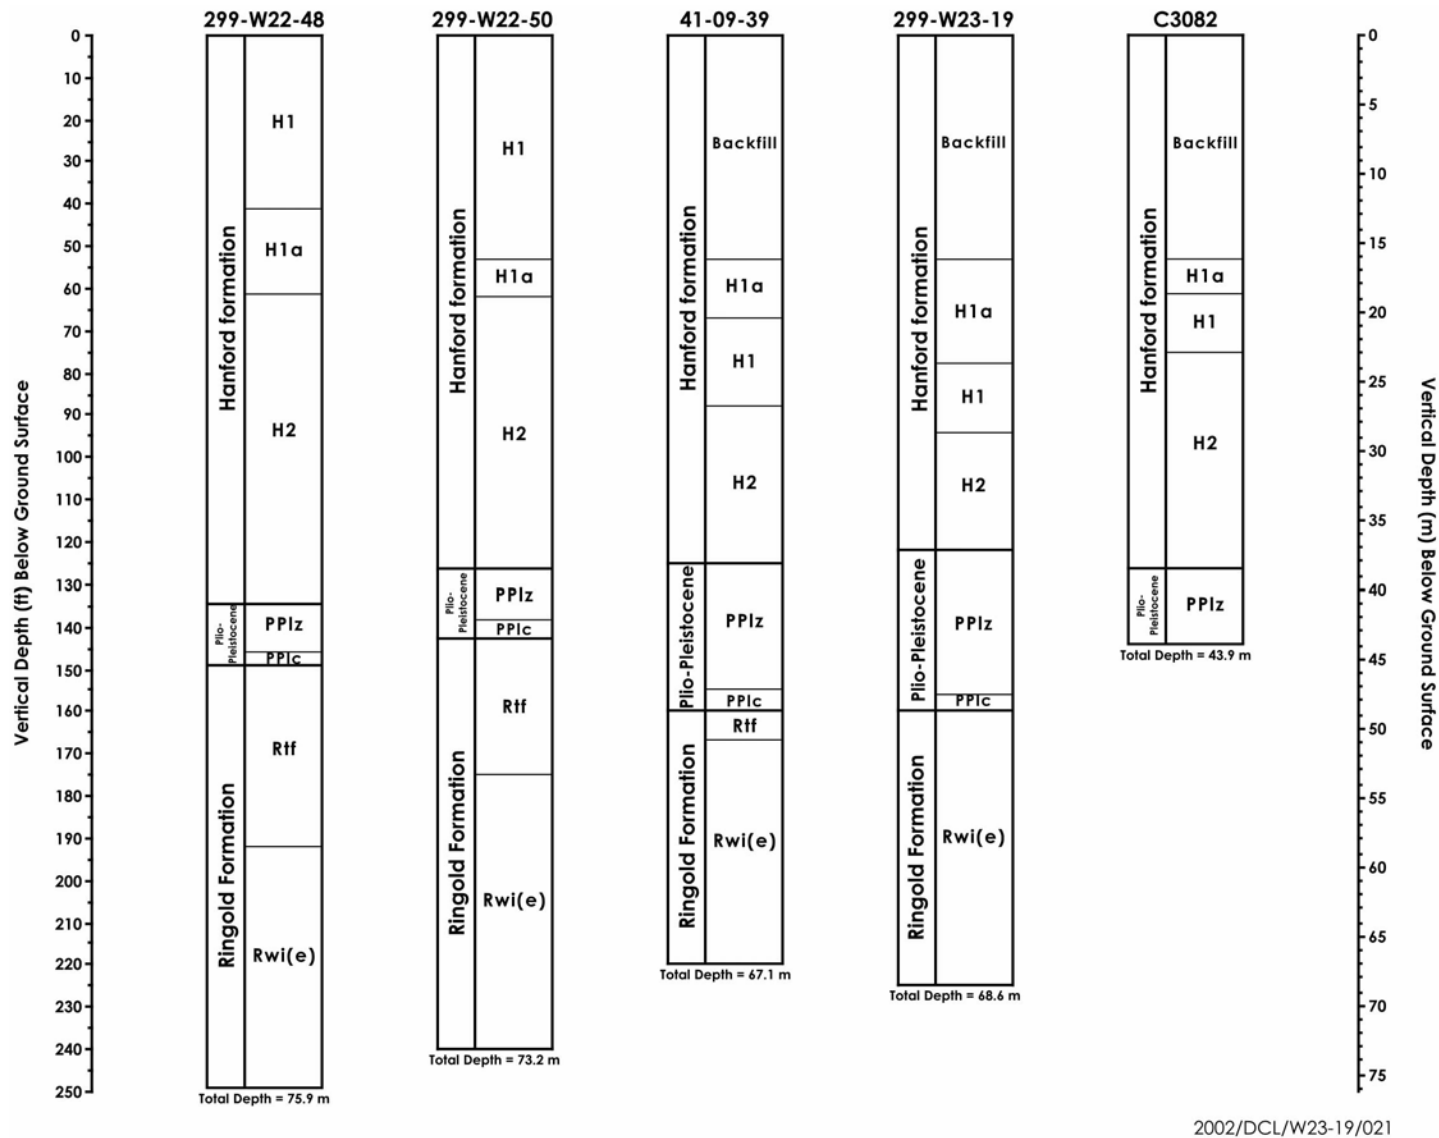 299-W22-48 299-W22-50 41-09-39 299-W23-19 C3082
Vertical Depth (ft) Below Ground Surface
0
10
20
30
40
50
60
70
80
90
100
110
120
130
140
150
160
170
180
190
200
210
220
230
240
250
Hanford formation
H1
H1a
H2
Plio-
Pleistocene
PPlz
PPlc
Ringold Formation
Rtf
Rwi(e)
Total Depth = 75.9 m
Hanford formation
H1
H1a
H2
Plio-
Pleistocene
PPlz
PPlc
Ringold Formation
Rtf
Rwi(e)
Total Depth = 73.2 m
Hanford formation
Backfill
H1a
H1
H2
Plio-Pleistocene
PPlz
PPlc
Ringold Formation
Rtf
Rwi(e)
Total Depth = 67.1 m
Hanford formation
Backfill
H1a
H1
H2
Plio-Pleistocene
PPlz
PPlc
Ringold Formation
Rwi(e)
Total Depth = 68.6 m
Hanford formation
Backfill
H1a
H1
H2
Plio-
Pleistocene
PPlz
Total Depth = 43.9 m
0
5
10
15
20
25
30
35
40
45
50
55
60
65
70
75
Vertical Depth (m) Below Ground Surface
2002/DCL/W23-19/021